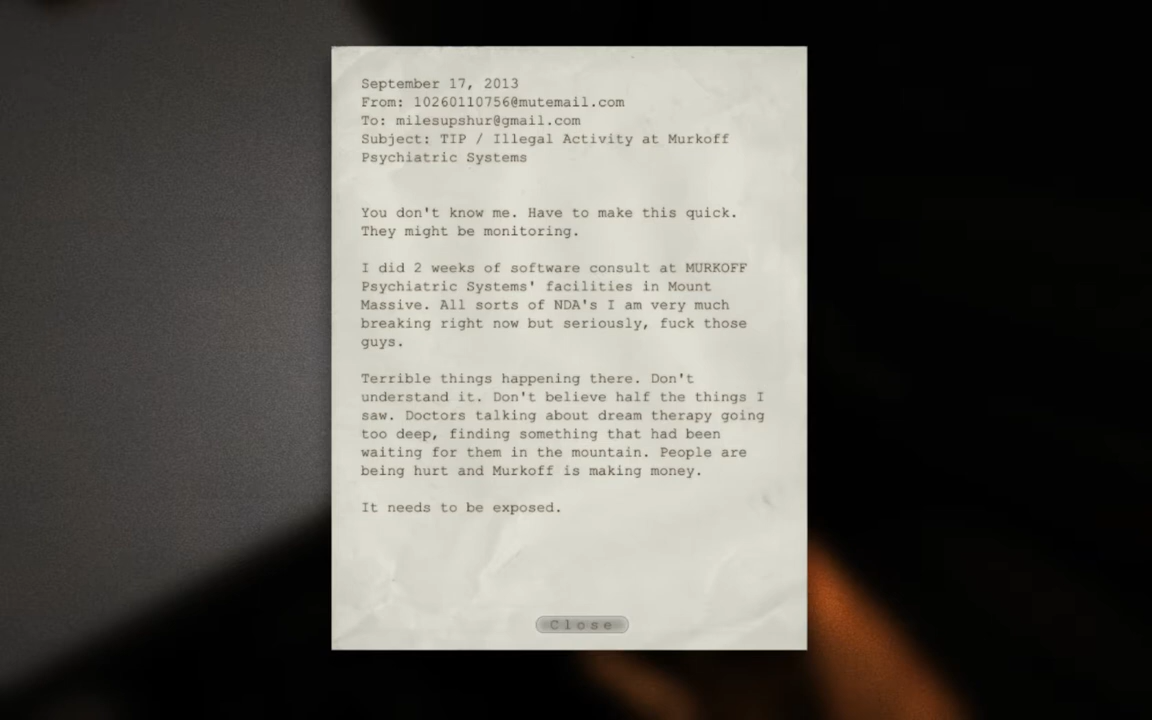 September 17, 2013
From: 10260110756@mutemail.com
To: milesupshur@gmail.com
Subject: TIP / Illegal Activity at Murkoff
Psychiatric Systems
You don't know me. Have to make this quick.
They might be monitoring.
I did 2 weeks of software consult at MURKOFF
Psychiatric Systems' facilities in Mount
Massive. All sorts of NDA's I am very much
breaking right now but seriously, fuck those
guys.
Terrible things happening there. Don't
understand it. Don't believe half the things I
saw. Doctors talking about dream therapy going
too deep, finding something that had been
waiting for them in the mountain. People are
being hurt and Murkoff is making money.
It needs to be exposed.
Close